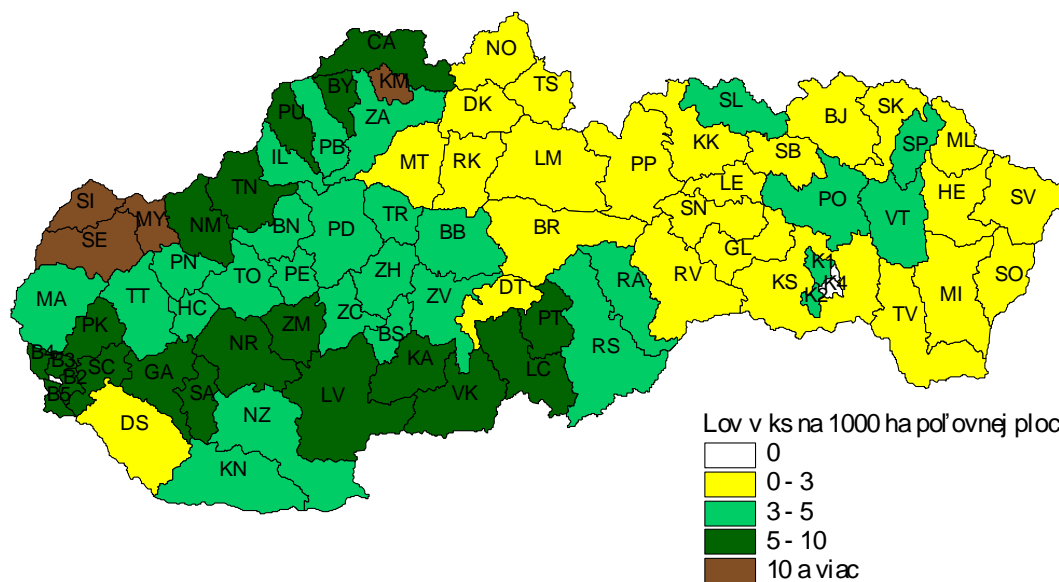 CA
NO
BY
KM
TS
PU
DK
SL
ZA
PB
BJ
SK
SP
ML
IL
MT
RK
LM
PP
KK
SB
TN
LE
HE
SV
SI
MY
NM
PO
VT
SE
BN
PD
TR
BB
BR
SN
GL
PN
TO
PE
ZH
RV
KS
K1
K4
K2
SO
MA
TT
HC
ZC
ZV
DT
RA
TV
MI
PK
ZM
BS
PT
B4
B3
B2
B5
SC
GA
NR
KA
LC
RS
SA
LV
VK
DS
NZ
KN
Lov v ks na 1000 ha poľovnej ploc
0
0 - 3
3 - 5
5 - 10
10 a viac